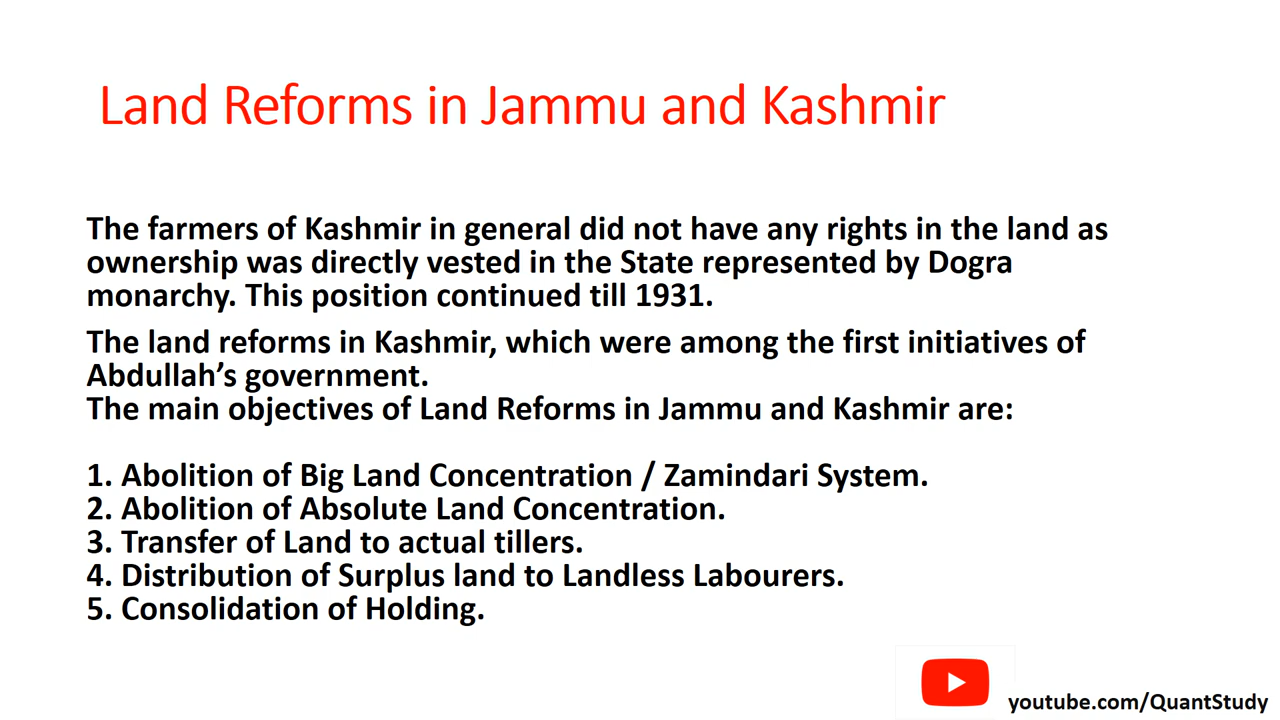 Land Reforms in Jammu and Kashmir
The farmers of Kashmir in general did not have any rights in the land as
ownership was directly vested in the State represented by Dogra
monarchy. This position continued till 1931.
The land reforms in Kashmir, which were among the first initiatives of
Abdullah’s government.
The main objectives of Land Reforms in Jammu and Kashmir are:
1. Abolition of Big Land Concentration / Zamindari System.
2. Abolition of Absolute Land Concentration.
3. Transfer of Land to actual tillers.
4. Distribution of Surplus land to Landless Labourers.
5. Consolidation of Holding.
youtube.com/QuantStudy